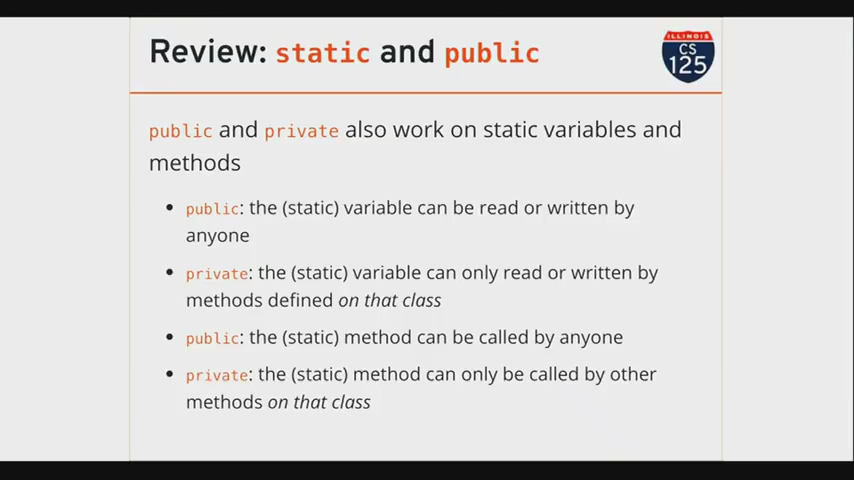 Review: static and public
ILLINOIS
CS
125
public and private also work on static variables and
methods
• public: the (static) variable can be read or written by
anyone
• private: the (static) variable can only read or written by
methods defined on that class
• public: the (static) method can be called by anyone
• private: the (static) method can only be called by other
methods on that class